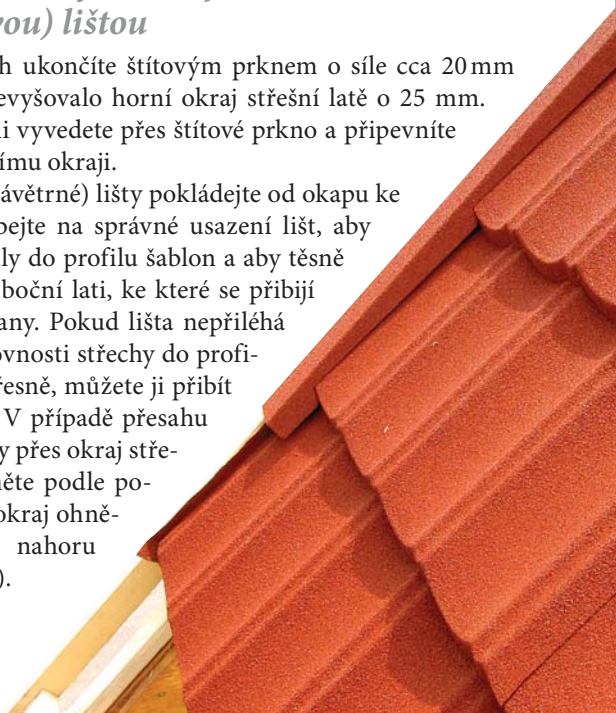 vou) lištou
h ukončíte štítovým prknem o síle cca 20 mm
evyšovalo horní okraj střešní latě o 25 mm.
i vyvedete přes štítové prkno a připevníte
ímu okraji.
ávětrné) lišty pokládejte od okapu ke
bejte na správné usazení lišt, aby
ly do profilu šablon a aby těsně
boční lati, ke které se přibijí
any. Pokud lišta nepřiléhá
ovnosti střechy do profi-
řesně, můžete ji přibít
V případě přesahu
y přes okraj stře-
něte podle po-
okraj ohně-
nahoru
).